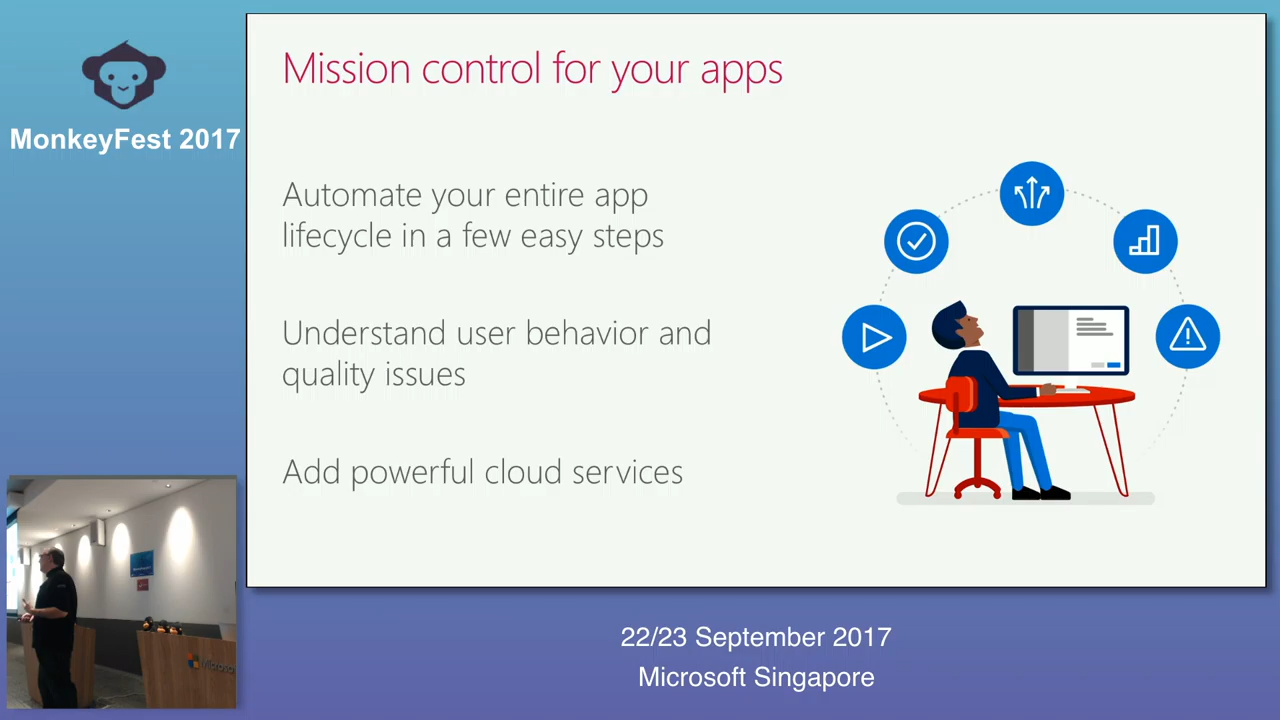 MonkeyFest 2017
Mission control for your apps
Automate your entire app
lifecycle in a few easy steps
Understand user behavior and
quality issues
Add powerful cloud services
22/23 September 2017
Microsoft Singapore